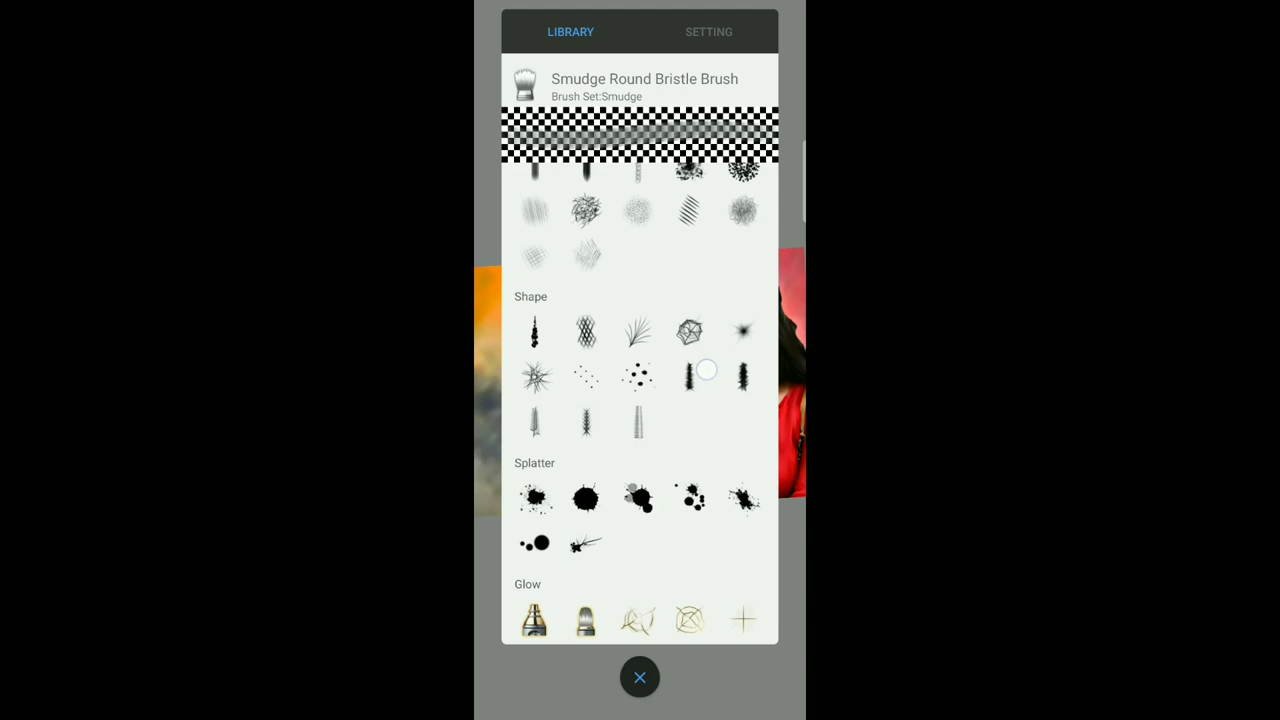 LIBRARY SETTING
Smudge Round Bristle Brush
Brush Set:Smudge
Shape
Splatter
Glow